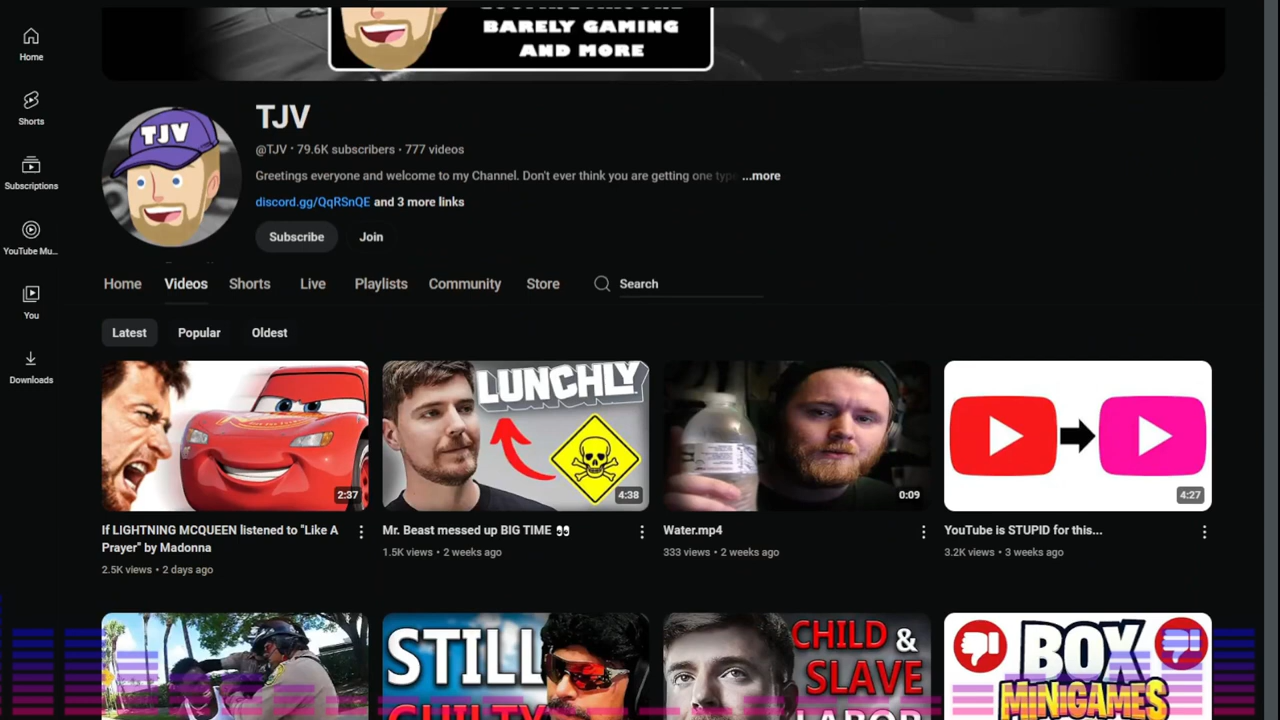 BARELY GAMING
AND MORE
Home
Shorts
Subscriptions
YouTube Mu...
You
Downloads
TJV
TJV
@TJV · 79.6K subscribers · 777 videos
Greetings everyone and welcome to my Channel. Don't ever think you are getting one type ...more
discord.gg/QqRSnQE and 3 more links
Subscribe Join
Home Videos Shorts Live Playlists Community Store Search
Latest Popular Oldest
2:37
If LIGHTNING MCQUEEN listened to "Like A
Prayer" by Madonna
2.5K views • 2 days ago
LUNCHLY
4:38
Mr. Beast messed up BIG TIME 👀
1.5K views • 2 weeks ago
0:09
Water.mp4
333 views • 2 weeks ago
4:27
YouTube is STUPID for this...
3.2K views • 3 weeks ago
STILL
GUILTY
CHILD &
SLAVE
LABOR
BOX
MINIGAMES